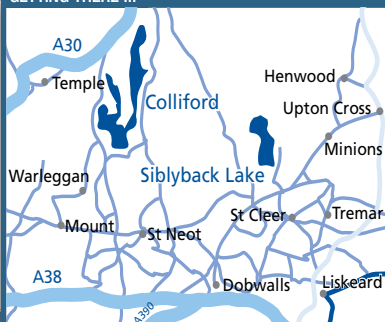 GETTING THERE ...
A30
Temple
Henwood
Colliford
Upton Cross
Minions
Warleggan
Siblyback Lake
St Cleer
Tremar
Mount
St Neot
A38
Dobwalls
Liskeard
A390